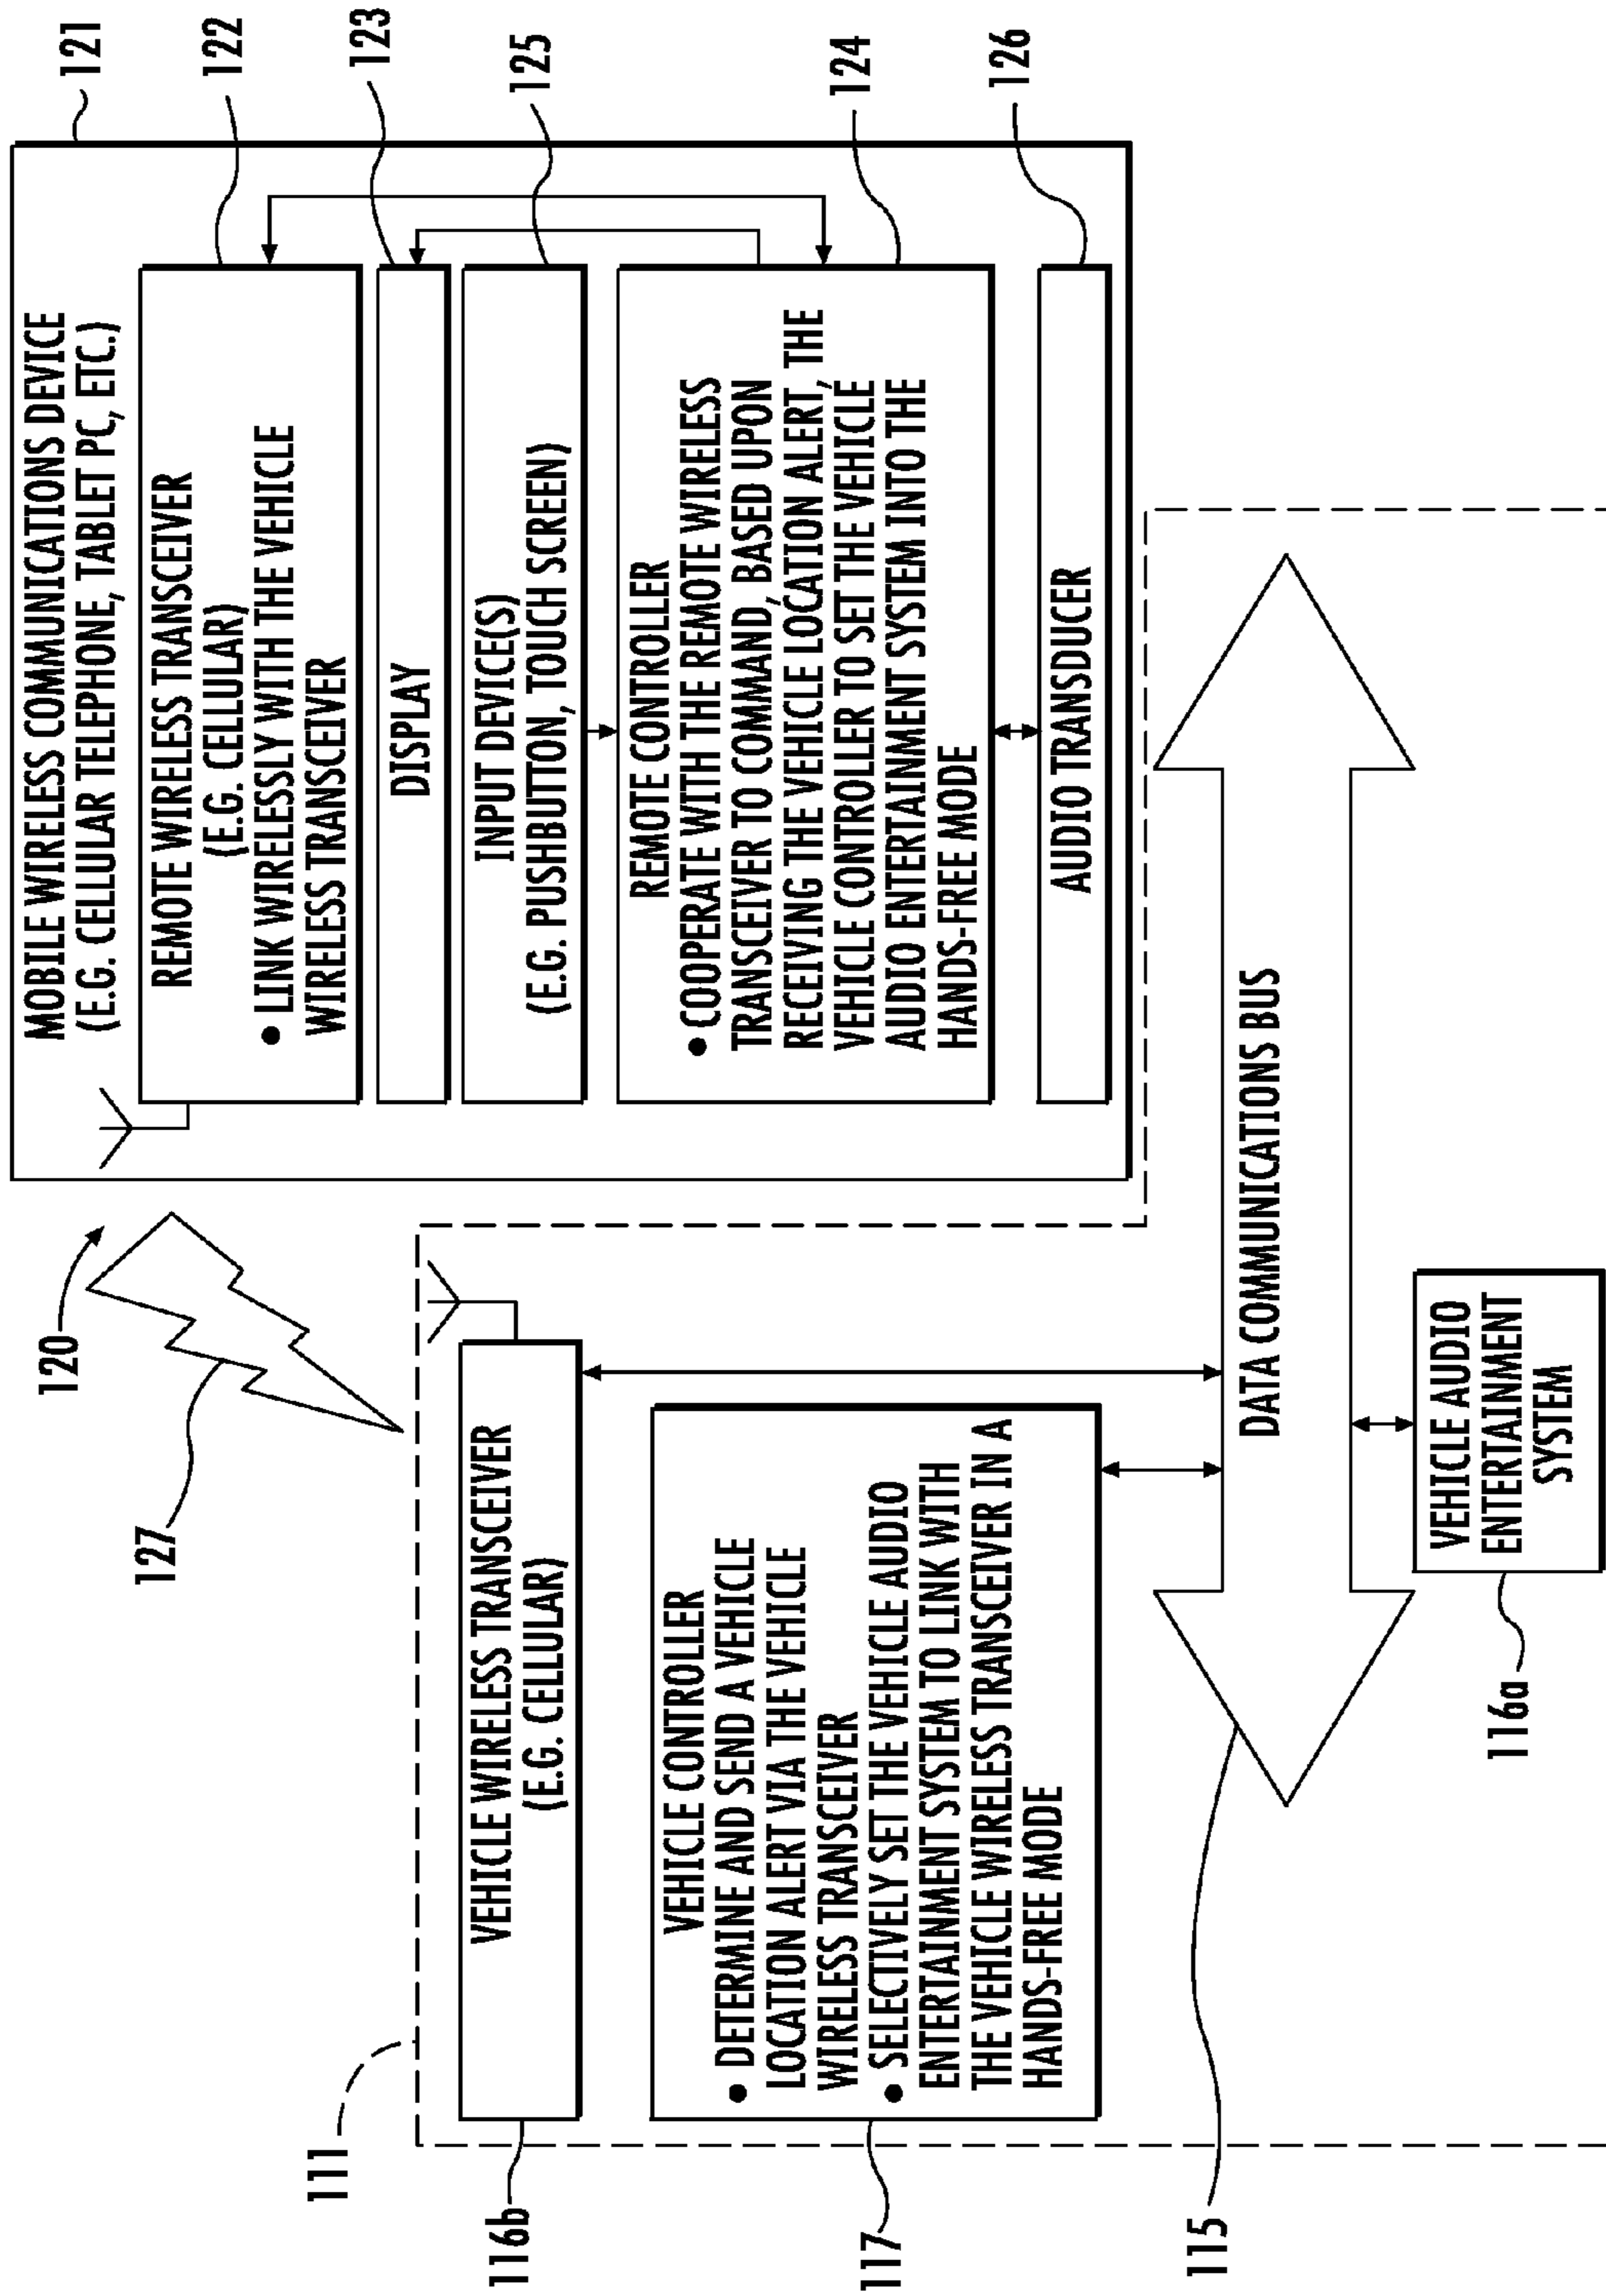 120
127
111
116b
117
115
116a
121
122
123
125
124
126
MOBILE WIRELESS COMMUNICATIONS DEVICE
(E.G. CELLULAR TELEPHONE, TABLET PC, ETC.)
REMOTE WIRELESS TRANSCEIVER
(E.G. CELLULAR)
• LINK WIRELESSLY WITH THE VEHICLE
WIRELESS TRANSCEIVER
DISPLAY
INPUT DEVICE(S)
(E.G. PUSHBUTTON, TOUCH SCREEN)
REMOTE CONTROLLER
• COOPERATE WITH THE REMOTE WIRELESS
TRANSCEIVER TO COMMAND, BASED UPON
RECEIVING THE VEHICLE LOCATION ALERT, THE
VEHICLE CONTROLLER TO SET THE VEHICLE
AUDIO ENTERTAINMENT SYSTEM INTO THE
HANDS-FREE MODE
AUDIO TRANSDUCER
VEHICLE WIRELESS TRANSCEIVER
(E.G. CELLULAR)
VEHICLE CONTROLLER
• DETERMINE AND SEND A VEHICLE
LOCATION ALERT VIA THE VEHICLE
WIRELESS TRANSCEIVER
• SELECTIVELY SET THE VEHICLE AUDIO
ENTERTAINMENT SYSTEM TO LINK WITH
THE VEHICLE WIRELESS TRANSCEIVER IN A
HANDS-FREE MODE
DATA COMMUNICATIONS BUS
VEHICLE AUDIO
ENTERTAINMENT
SYSTEM